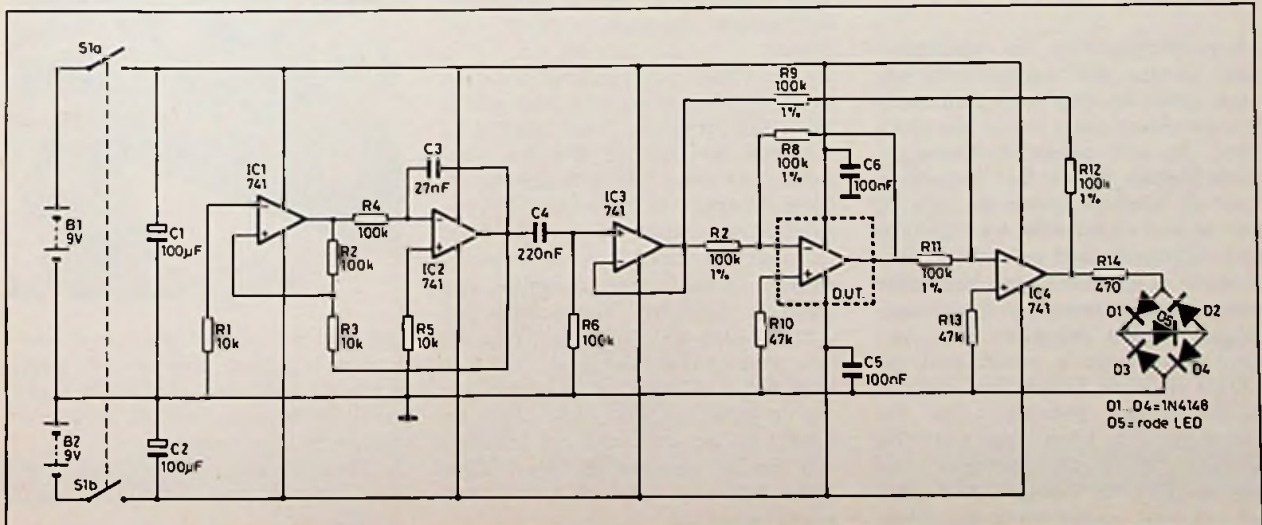 S1a
B1
9V
C1
100µF
IC1
741
R1
10k
R2
100k
R3
10k
R4
100k
C3
27nF
IC2
741
R5
10k
C4
220nF
R6
100k
IC3
741
R2
100k
1%
R9
100k
1%
R8
100k
1%
C6
100nF
D.U.T.
R10
47k
C5
100nF
R11
100k
1%
R13
47k
IC4
741
R12
100k
1%
R14
470
D1
D2
D5
D3
D4
D1...D4=1N4148
D5= rode LED
B2
9V
C2
100µF
S1b